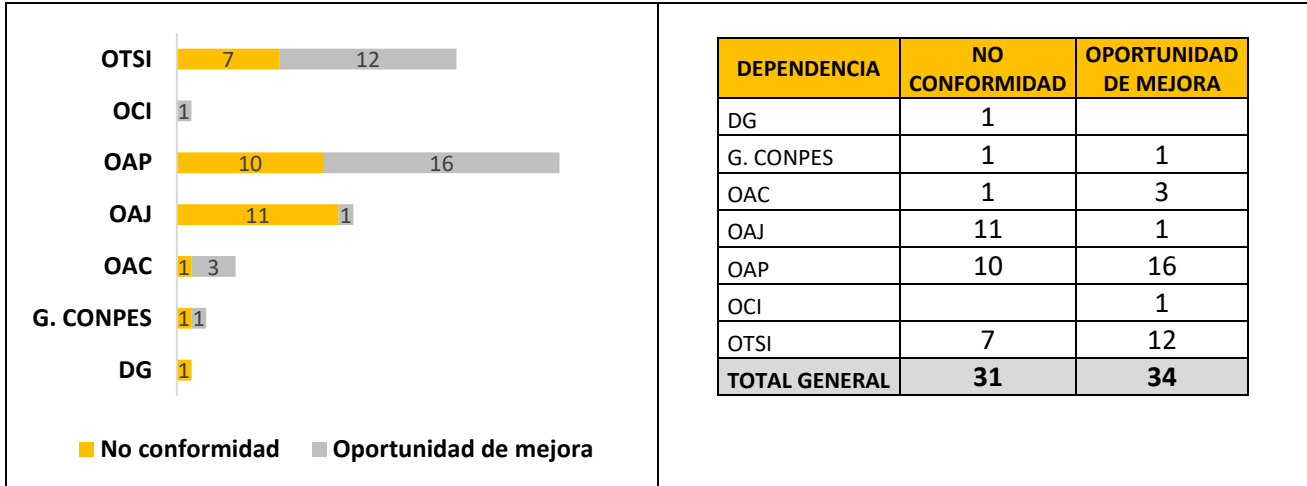 OTSI 7 12
OCI 1
OAP 10 16
OAJ 11 1
OAC 1 3
G. CONPES 1 1
DG 1
No conformidad Oportunidad de mejora
DEPENDENCIA NO CONFORMIDAD OPORTUNIDAD DE MEJORA
DG 1
G. CONPES 1 1
OAC 1 3
OAJ 11 1
OAP 10 16
OCI 1
OTSI 7 12
TOTAL GENERAL 31 34